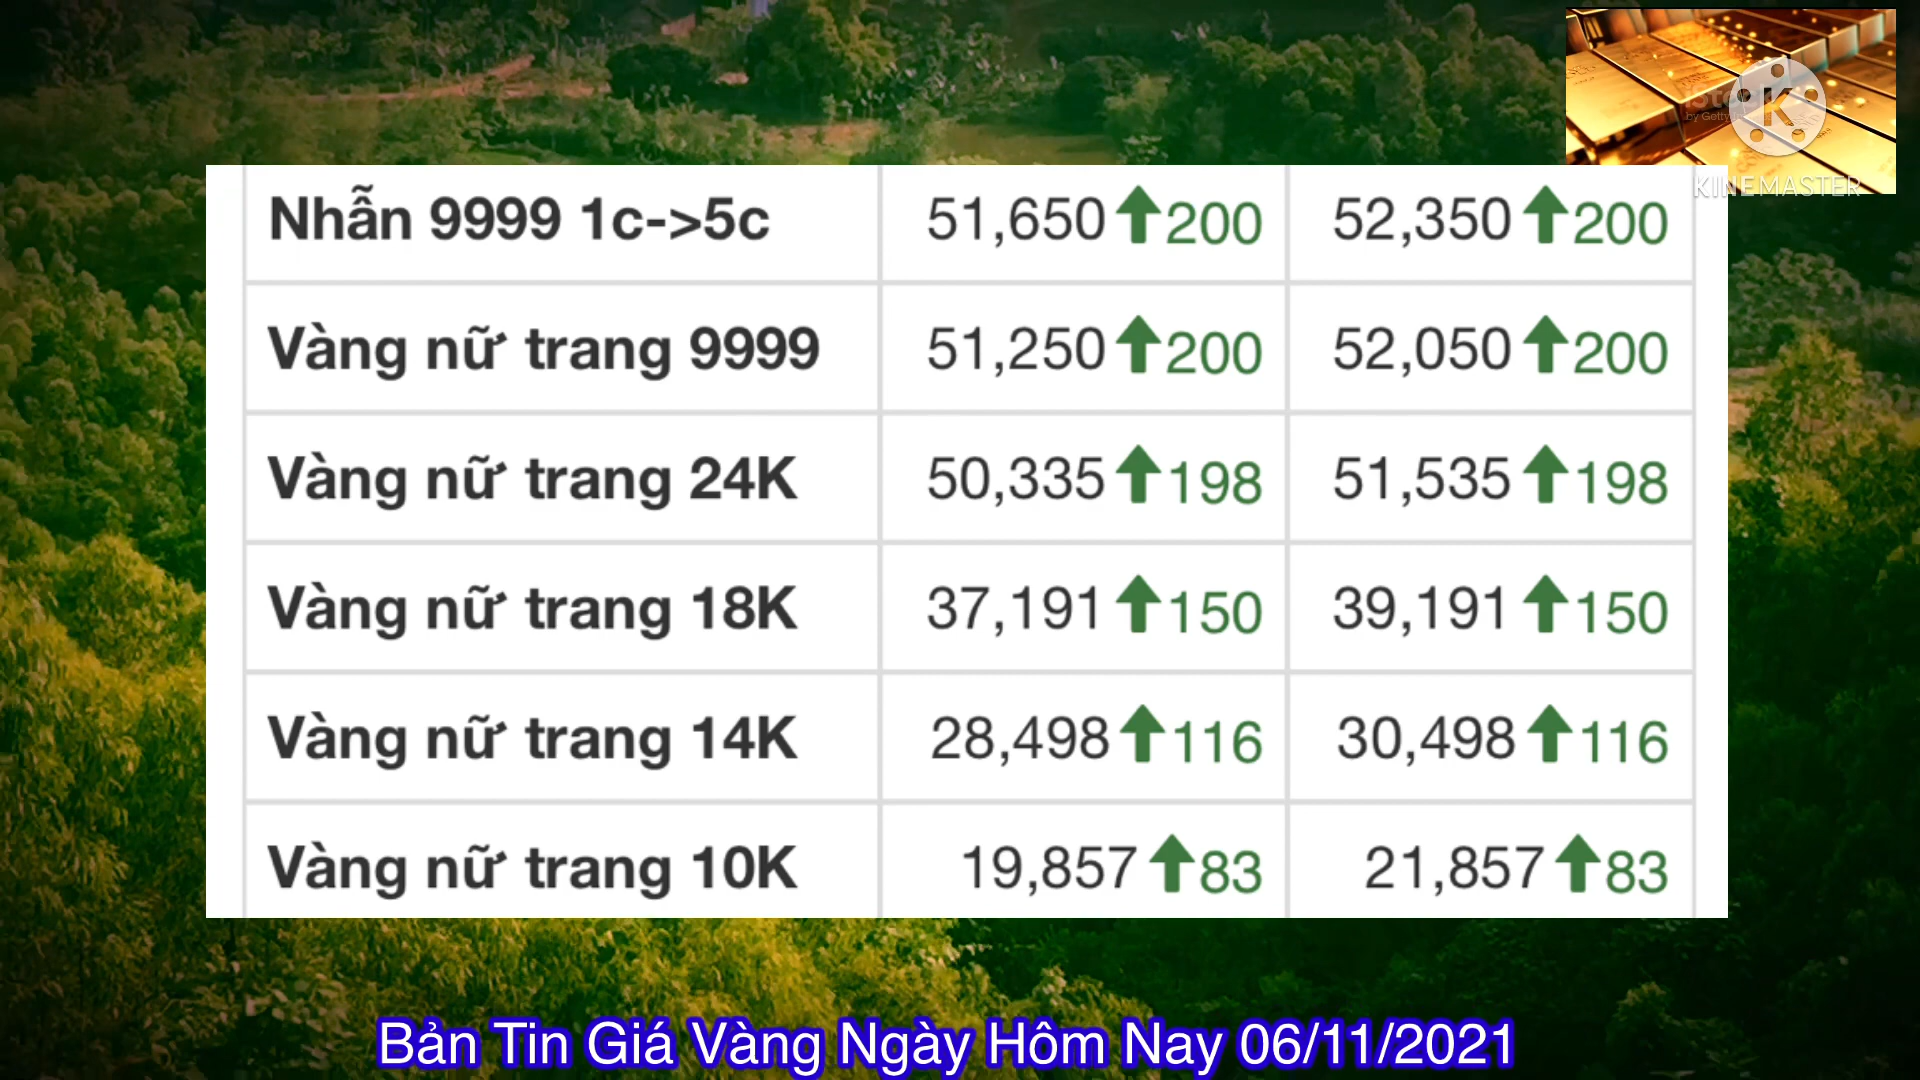 KINEMASTER
Nhẫn 9999 1c->5c 51,650 ⬆200 52,350 ⬆200
Vàng nữ trang 9999 51,250 ⬆200 52,050 ⬆200
Vàng nữ trang 24K 50,335 ⬆198 51,535 ⬆198
Vàng nữ trang 18K 37,191 ⬆150 39,191 ⬆150
Vàng nữ trang 14K 28,498 ⬆116 30,498 ⬆116
Vàng nữ trang 10K 19,857 ⬆83 21,857 ⬆83
Bản Tin Giá Vàng Ngày Hôm Nay 06/11/2021